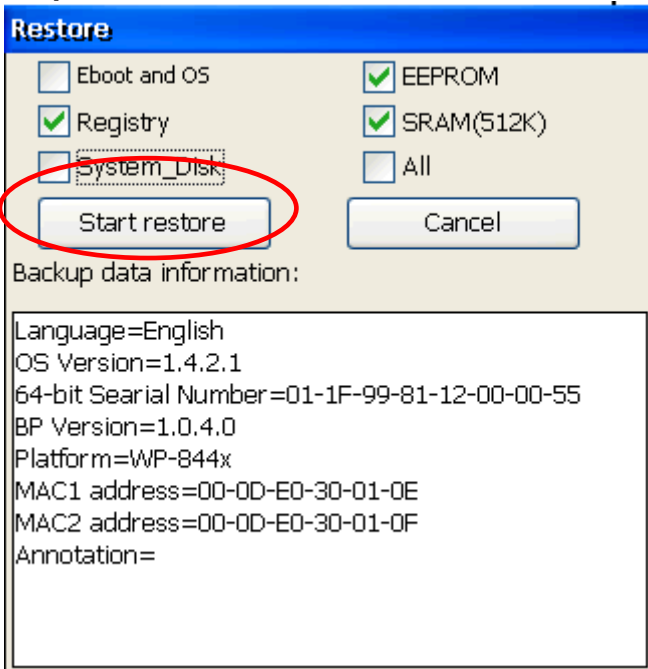 Restore
Eboot and OS EEPROM
Registry SRAM(512K)
System_Disk All
Start restore Cancel
Backup data information:
Language=English
OS Version=1.4.2.1
64-bit Searial Number=01-1F-99-81-12-00-00-55
BP Version=1.0.4.0
Platform=WP-844x
MAC1 address=00-0D-E0-30-01-0E
MAC2 address=00-0D-E0-30-01-0F
Annotation=